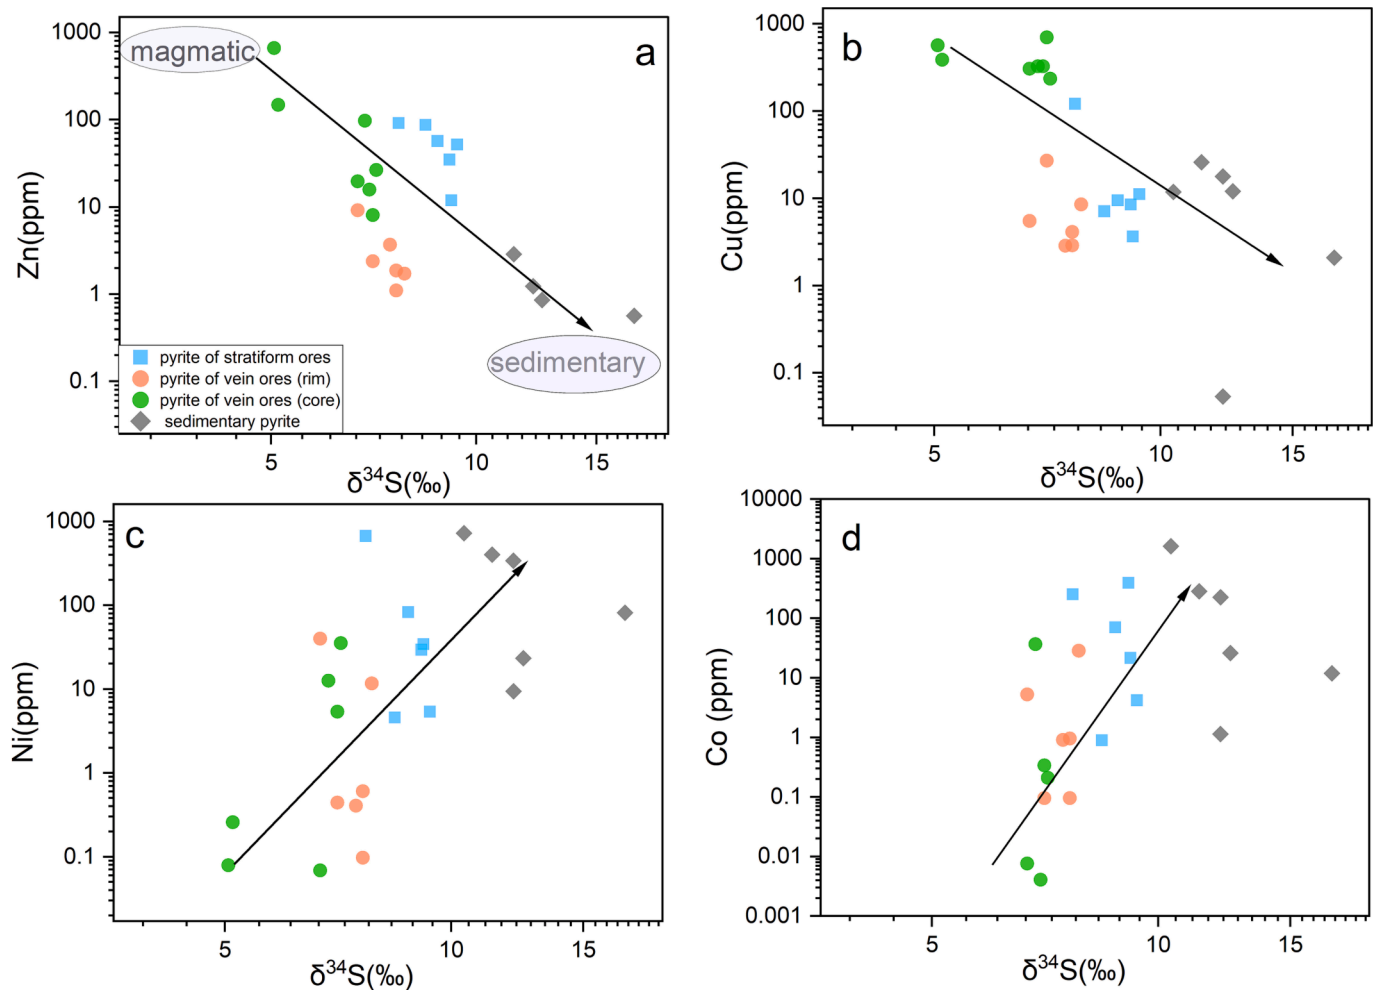 a
magmatic
sedimentary
Zn(ppm)
1000
100
10
1
0.1
pyrite of stratiform ores
pyrite of vein ores (rim)
pyrite of vein ores (core)
sedimentary pyrite
5
10
15
δ³⁴S(‰)
b
Cu(ppm)
1000
100
10
1
0.1
5
10
15
δ³⁴S(‰)
c
Ni(ppm)
1000
100
10
1
0.1
5
10
δ³⁴S(‰)
d
Co (ppm)
10000
1000
100
10
1
0.1
0.01
0.001
5
10
15
δ³⁴S(‰)